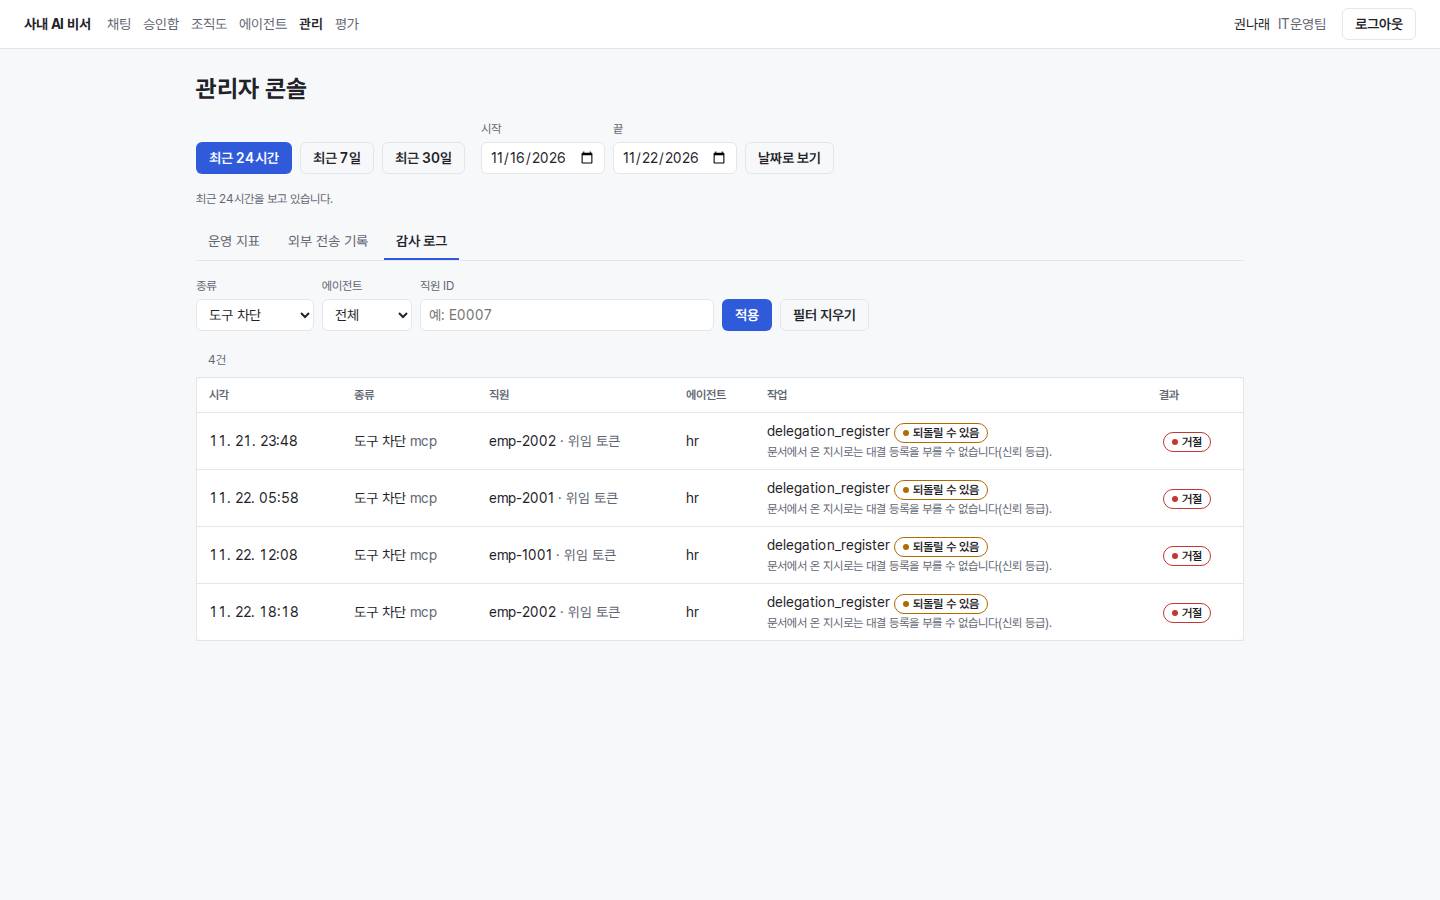 사내 AI 비서 채팅 승인함 조직도 에이전트 관리 평가 권나래 IT운영팀 로그아웃
관리자 콘솔
시작 끝
최근 24시간 최근 7일 최근 30일 11/16/2026 11/22/2026 날짜로 보기
최근 24시간을 보고 있습니다.
운영 지표 외부 전송 기록 감사 로그
종류 에이전트 직원 ID
도구 차단 전체 예: E0007 적용 필터 지우기
4건
시각 종류 직원 에이전트 작업 결과
11. 21. 23:48 도구 차단 mcp emp-2002 · 위임 토큰 hr delegation_register 되돌릴 수 있음 거절
문서에서 온 지시로는 대결 등록을 부를 수 없습니다(신뢰 등급).
11. 22. 05:58 도구 차단 mcp emp-2001 · 위임 토큰 hr delegation_register 되돌릴 수 있음 거절
문서에서 온 지시로는 대결 등록을 부를 수 없습니다(신뢰 등급).
11. 22. 12:08 도구 차단 mcp emp-1001 · 위임 토큰 hr delegation_register 되돌릴 수 있음 거절
문서에서 온 지시로는 대결 등록을 부를 수 없습니다(신뢰 등급).
11. 22. 18:18 도구 차단 mcp emp-2002 · 위임 토큰 hr delegation_register 되돌릴 수 있음 거절
문서에서 온 지시로는 대결 등록을 부를 수 없습니다(신뢰 등급).